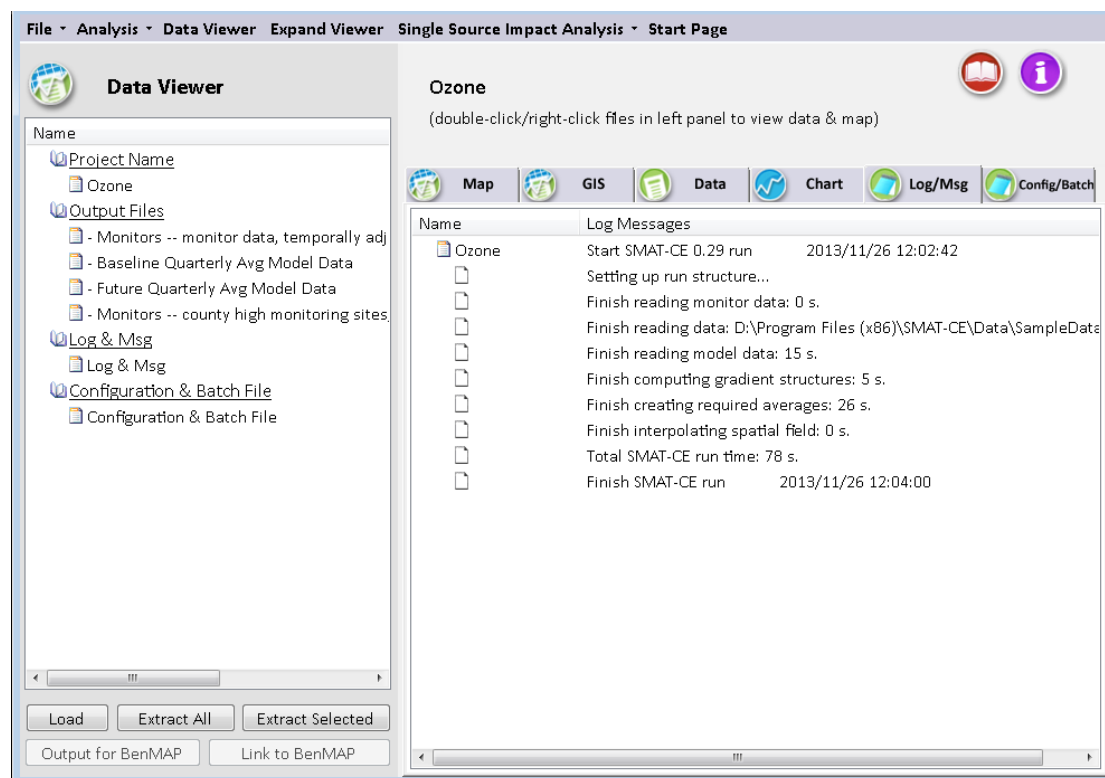 File Analysis Data Viewer Expand Viewer Single Source Impact Analysis Start Page
Data Viewer
Name
Project Name
Ozone
Output Files
- Monitors -- monitor data, temporally adj
- Baseline Quarterly Avg Model Data
- Future Quarterly Avg Model Data
- Monitors -- county high monitoring sites,
Log & Msg
Log & Msg
Configuration & Batch File
Configuration & Batch File
Load Extract All Extract Selected
Output for BenMAP Link to BenMAP
Ozone
(double-click/right-click files in left panel to view data & map)
Map GIS Data Chart Log/Msg Config/Batch
Name Log Messages
Ozone Start SMAT-CE 0.29 run 2013/11/26 12:02:42
Setting up run structure...
Finish reading monitor data: 0 s.
Finish reading data: D:\Program Files (x86)\SMAT-CE\Data\SampleData
Finish reading model data: 15 s.
Finish computing gradient structures: 5 s.
Finish creating required averages: 26 s.
Finish interpolating spatial field: 0 s.
Total SMAT-CE run time: 78 s.
Finish SMAT-CE run 2013/11/26 12:04:00